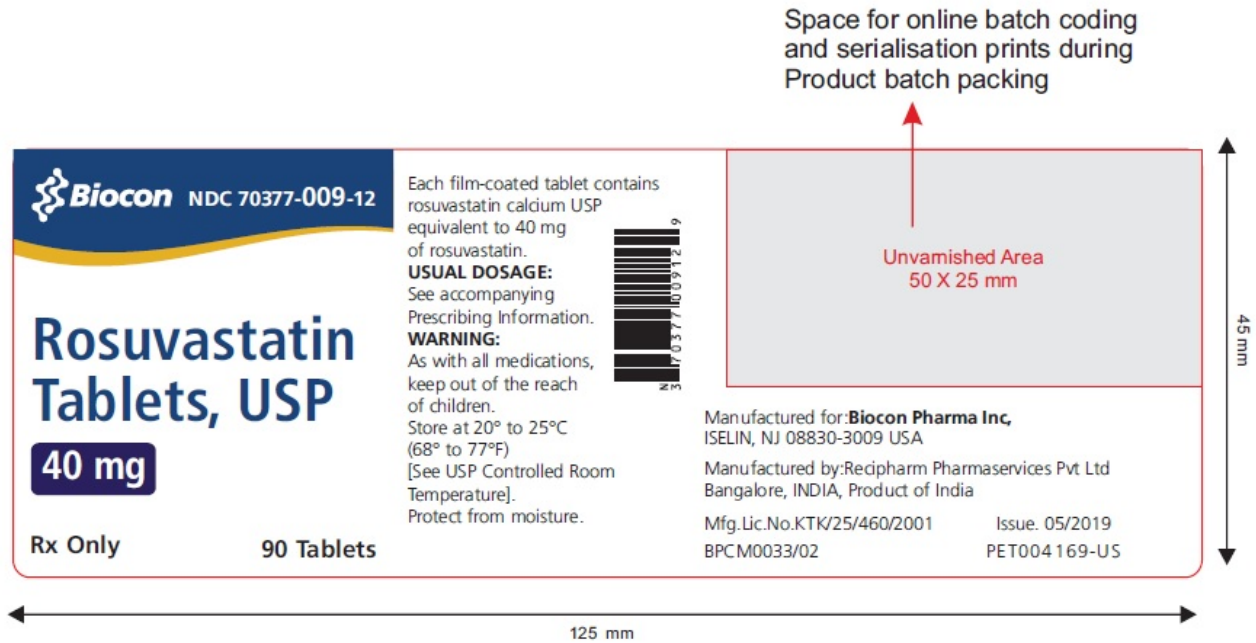 Space for online batch coding
and serialisation prints during
Product batch packing
Biocon NDC 70377-009-12
Rosuvastatin
Tablets, USP
40 mg
Rx Only 90 Tablets
Each film-coated tablet contains
rosuvastatin calcium USP
equivalent to 40 mg
of rosuvastatin.
USUAL DOSAGE:
See accompanying
Prescribing Information.
WARNING:
As with all medications,
keep out of the reach
of children.
Store at 20° to 25°C
(68° to 77°F)
[See USP Controlled Room
Temperature].
Protect from moisture.
N
3 70377 00912 9
Unvarnished Area
50 X 25 mm
Manufactured for:Biocon Pharma Inc,
ISELIN, NJ 08830-3009 USA
Manufactured by:Recipharm Pharmaservices Pvt Ltd
Bangalore, INDIA, Product of India
Mfg.Lic.No.KTK/25/460/2001 Issue. 05/2019
BPCM0033/02 PET004169-US
45 mm
125 mm